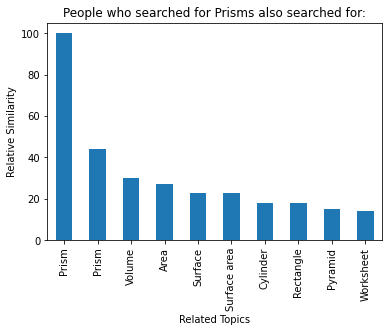 People who searched for Prisms also searched for:
Relative Similarity
100
80
60
40
20
0
Prism
Prism
Volume
Area
Surface
Surface area
Cylinder
Rectangle
Pyramid
Worksheet
Related Topics